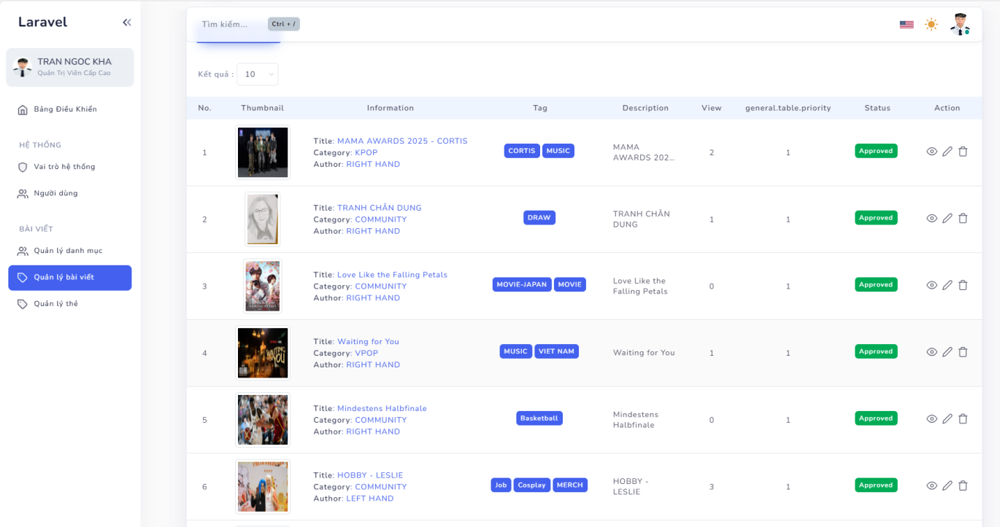 Laravel
Tìm kiếm...
Ctrl + /
TRAN NGOC KHA
Quản Trị Viên Cấp Cao
Bảng Điều Khiển
HỆ THỐNG
Vai trò hệ thống
Người dùng
BÀI VIẾT
Quản lý danh mục
Quản lý bài viết
Quản lý thẻ
Kết quả : 10
No. Thumbnail Information Tag Description View general.table.priority Status Action
1
Title: MAMA AWARDS 2025 - CORTIS
Category: KPOP
Author: RIGHT HAND
CORTIS MUSIC
MAMA
AWARDS 202...
2 1 Approved
2
Title: TRANH CHÂN DUNG
Category: COMMUNITY
Author: RIGHT HAND
DRAW
TRANH CHÂN
DUNG
1 1 Approved
3
Title: Love Like the Falling Petals
Category: COMMUNITY
Author: RIGHT HAND
MOVIE-JAPAN MOVIE
Love Like the
Falling Petals
0 1 Approved
4
WAITING
YOU
Title: Waiting for You
Category: VPOP
Author: RIGHT HAND
MUSIC VIET NAM
Waiting for You
1 1 Approved
5
Title: Mindestens Halbfinale
Category: COMMUNITY
Author: RIGHT HAND
Basketball
Mindestens
Halbfinale
0 1 Approved
6
Title: HOBBY - LESLIE
Category: COMMUNITY
Author: LEFT HAND
Job Cosplay MERCH
HOBBY -
LESLIE
3 1 Approved